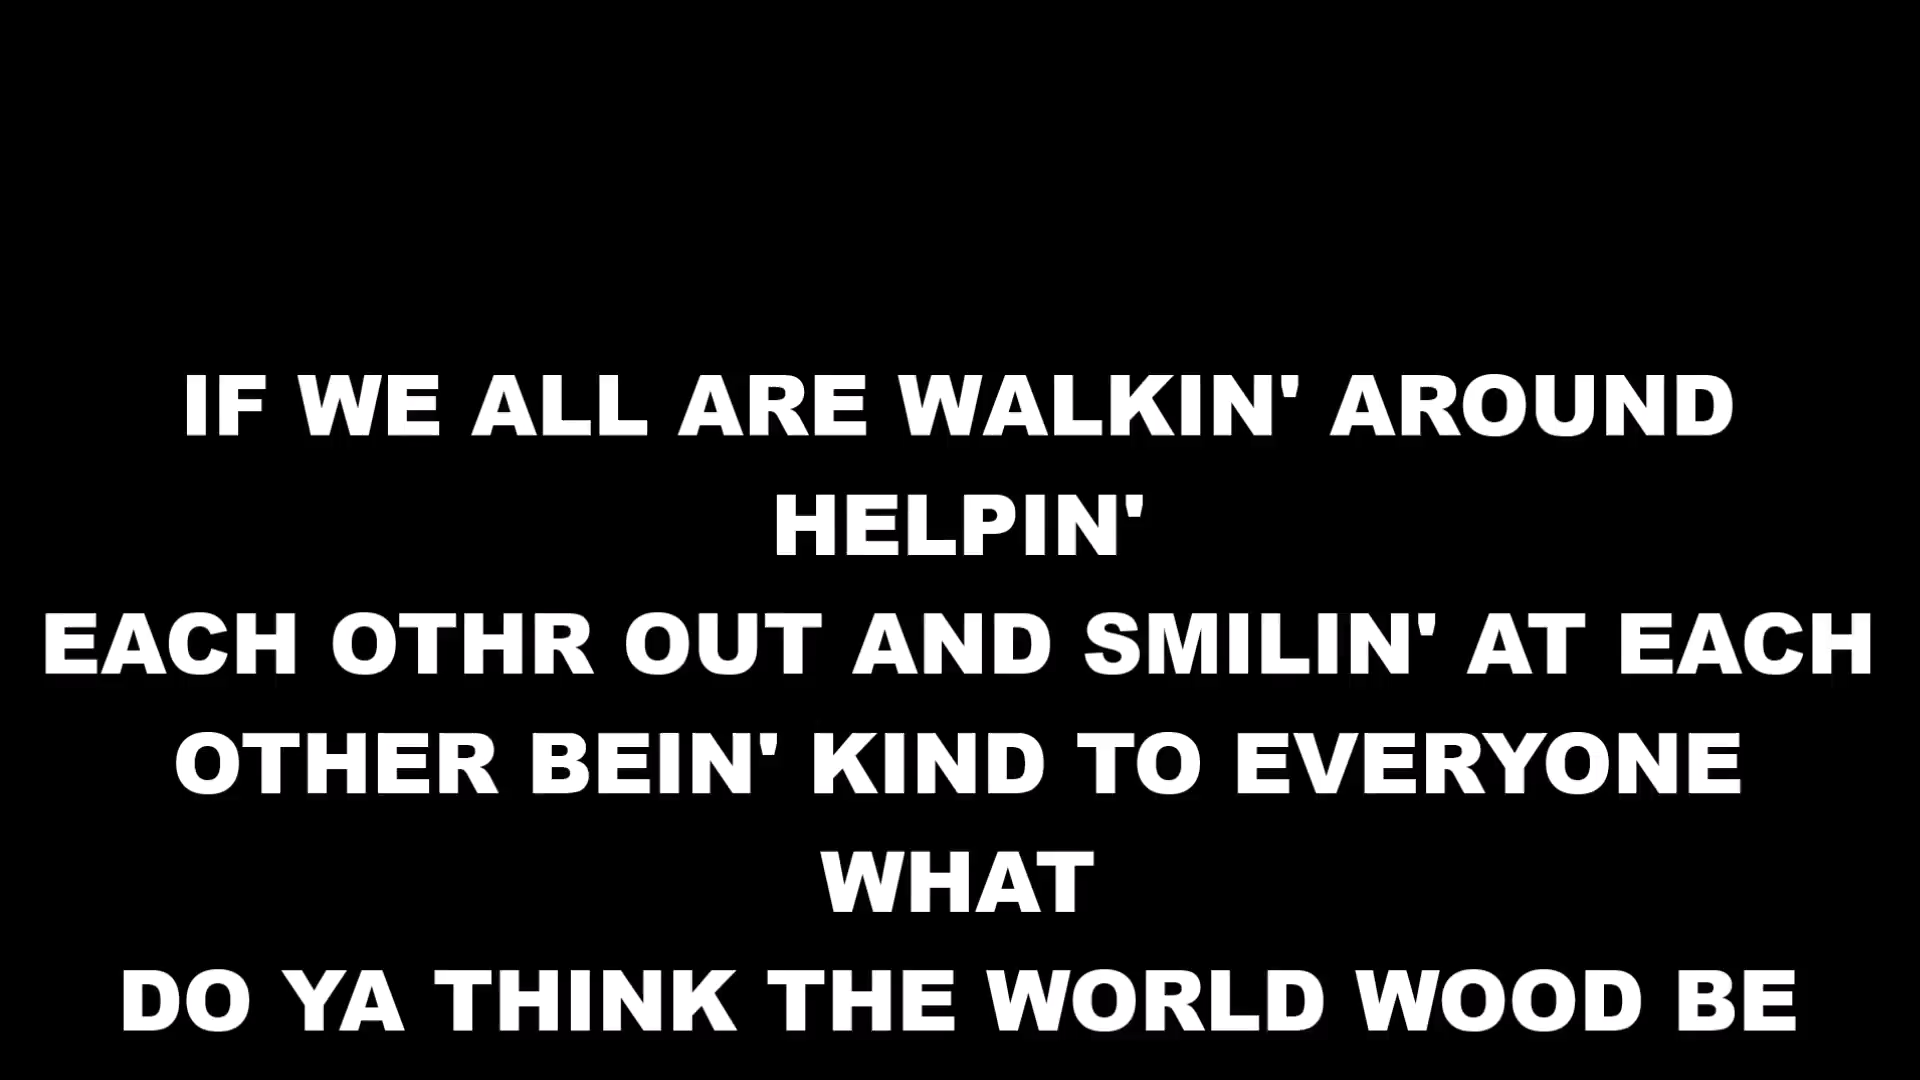 IF WE ALL ARE WALKIN' AROUND
HELPIN'
EACH OTHR OUT AND SMILIN' AT EACH
OTHER BEIN' KIND TO EVERYONE
WHAT
DO YA THINK THE WORLD WOOD BE